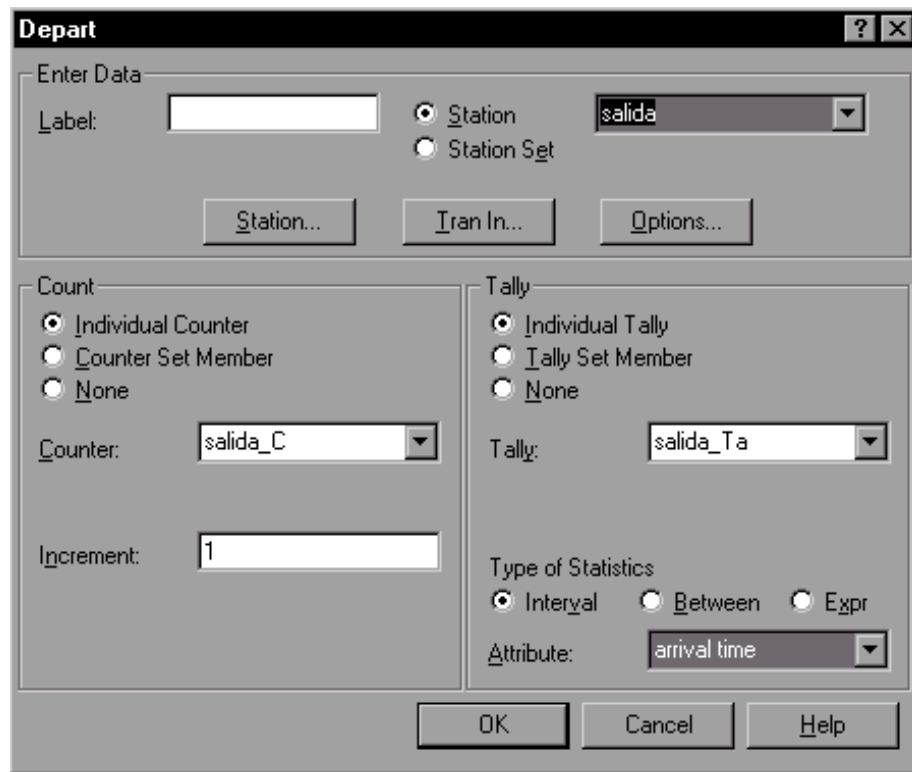 Depart
Enter Data
Label:
Station
salida
Station Set
Station...
Tran In...
Options...
Count
Individual Counter
Counter Set Member
None
Counter:
salida_C
Increment:
1
Tally
Individual Tally
Tally Set Member
None
Tally:
salida_Ta
Type of Statistics
Interval
Between
Expr
Attribute:
arrival time
OK
Cancel
Help